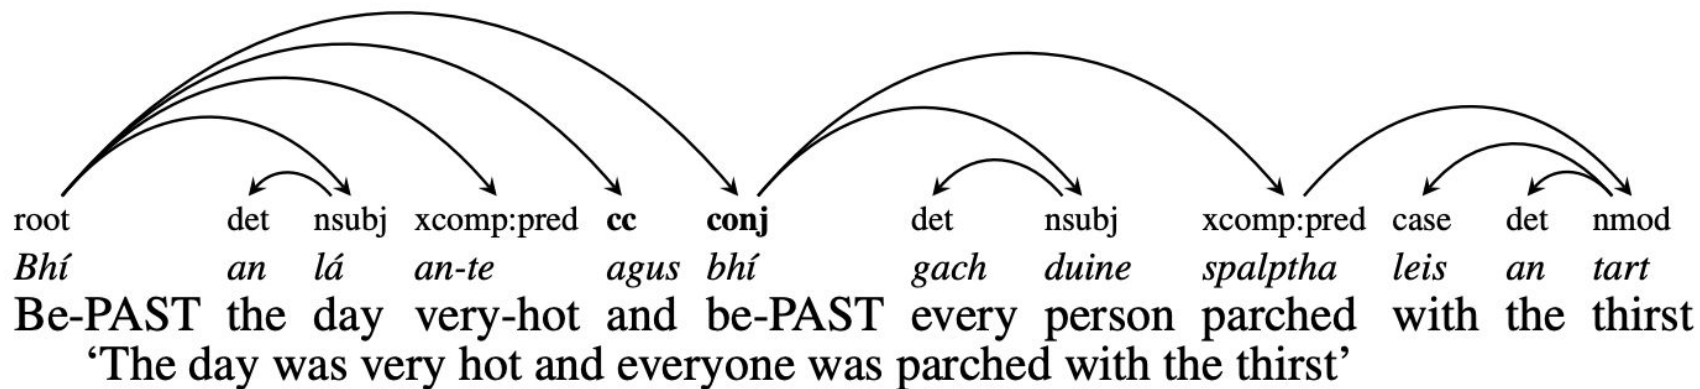 root det nsubj xcomp:pred cc conj det nsubj xcomp:pred case det nmod
Bhí an lá an-te agus bhí gach duine spalptha leis an tart
Be-PAST the day very-hot and be-PAST every person parched with the thirst
‘The day was very hot and everyone was parched with the thirst’